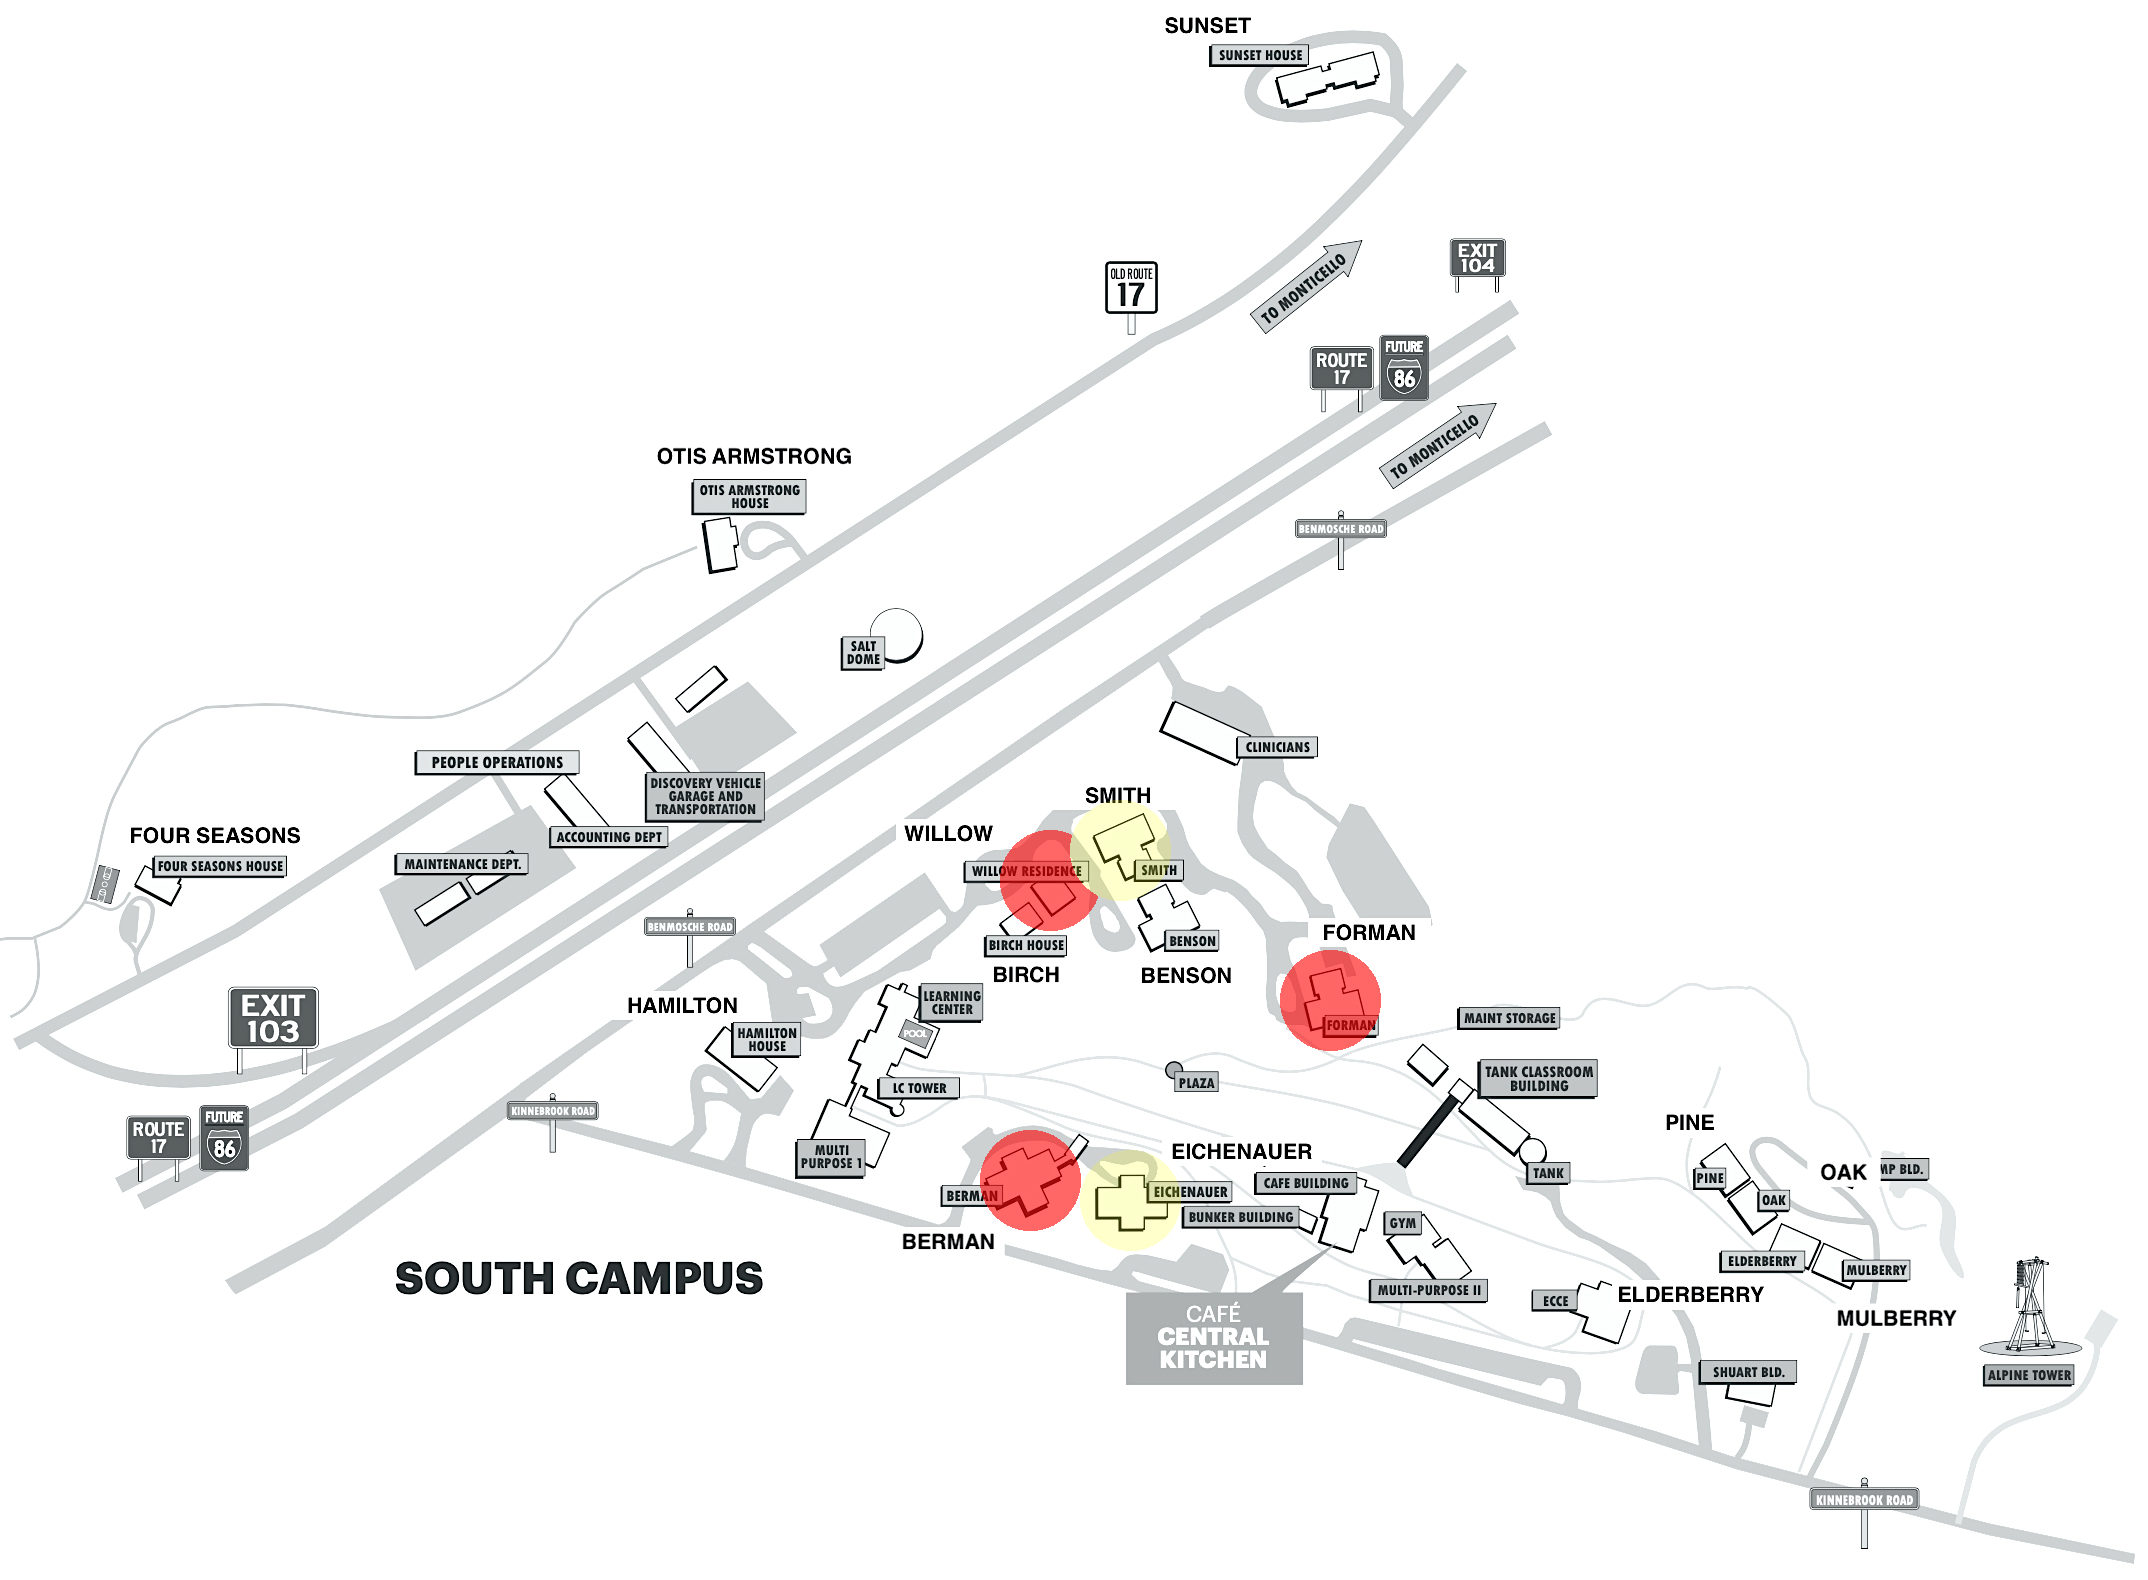 SUNSET
SUNSET HOUSE
OLD ROUTE
17
TO MONTICELLO
EXIT
104
ROUTE
17
FUTURE
86
TO MONTICELLO
OTIS ARMSTRONG
OTIS ARMSTRONG
HOUSE
BENMOSCHE ROAD
SALT
DOME
CLINICIANS
PEOPLE OPERATIONS
DISCOVERY VEHICLE
GARAGE AND
TRANSPORTATION
ACCOUNTING DEPT
MAINTENANCE DEPT.
FOUR SEASONS
FOUR SEASONS HOUSE
SMITH
WILLOW
WILLOW RESIDENCE
SMITH
BENMOSCHE ROAD
BIRCH HOUSE
BENSON
BIRCH
BENSON
FORMAN
FORMAN
EXIT
103
HAMILTON
HAMILTON
HOUSE
LEARNING
CENTER
POOL
LC TOWER
PLAZA
MAINT STORAGE
TANK CLASSROOM
BUILDING
KINNEBROOK ROAD
ROUTE
17
FUTURE
86
MULTI
PURPOSE 1
EICHENAUER
BERMAN
EICHENAUER
CAFE BUILDING
BUNKER BUILDING
TANK
PINE
PINE
OAK
MP BLD.
OAK
GYM
BERMAN
SOUTH CAMPUS
ELDERBERRY
MULBERRY
MULTI-PURPOSE II
ECCE
ELDERBERRY
MULBERRY
CAFÉ
CENTRAL
KITCHEN
SHUART BLD.
ALPINE TOWER
KINNEBROOK ROAD